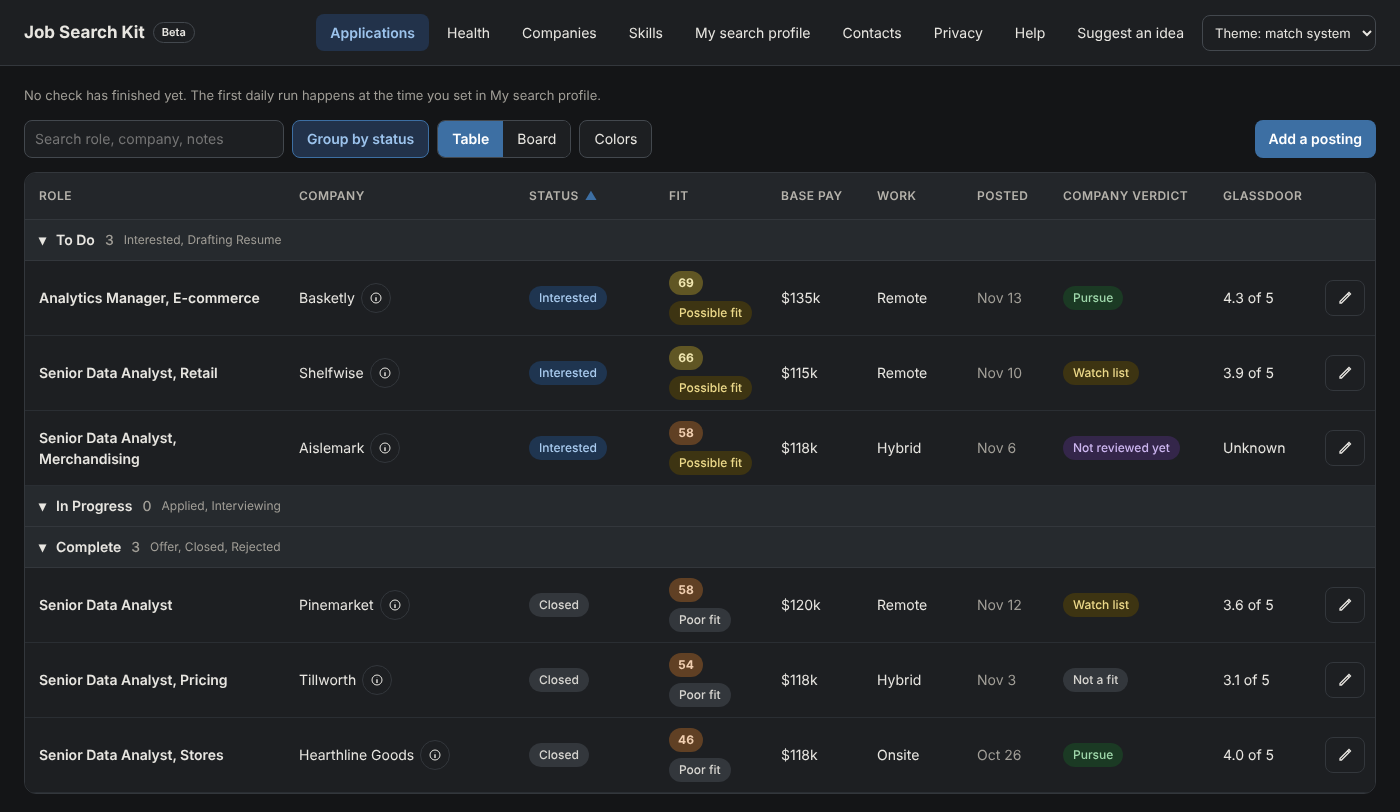 Job Search Kit Beta Applications Health Companies Skills My search profile Contacts Privacy Help Suggest an idea Theme: match system
No check has finished yet. The first daily run happens at the time you set in My search profile.
Search role, company, notes Group by status Table Board Colors Add a posting
ROLE COMPANY STATUS ▲ FIT BASE PAY WORK POSTED COMPANY VERDICT GLASSDOOR
▼ To Do 3 Interested, Drafting Resume
Analytics Manager, E-commerce Basketly Interested 69 Possible fit $135k Remote Nov 13 Pursue 4.3 of 5
Senior Data Analyst, Retail Shelfwise Interested 66 Possible fit $115k Remote Nov 10 Watch list 3.9 of 5
Senior Data Analyst, Merchandising Aislemark Interested 58 Possible fit $118k Hybrid Nov 6 Not reviewed yet Unknown
▼ In Progress 0 Applied, Interviewing
▼ Complete 3 Offer, Closed, Rejected
Senior Data Analyst Pinemarket Closed 58 Poor fit $120k Remote Nov 12 Watch list 3.6 of 5
Senior Data Analyst, Pricing Tillworth Closed 54 Poor fit $118k Hybrid Nov 3 Not a fit 3.1 of 5
Senior Data Analyst, Stores Hearthline Goods Closed 46 Poor fit $118k Onsite Oct 26 Pursue 4.0 of 5